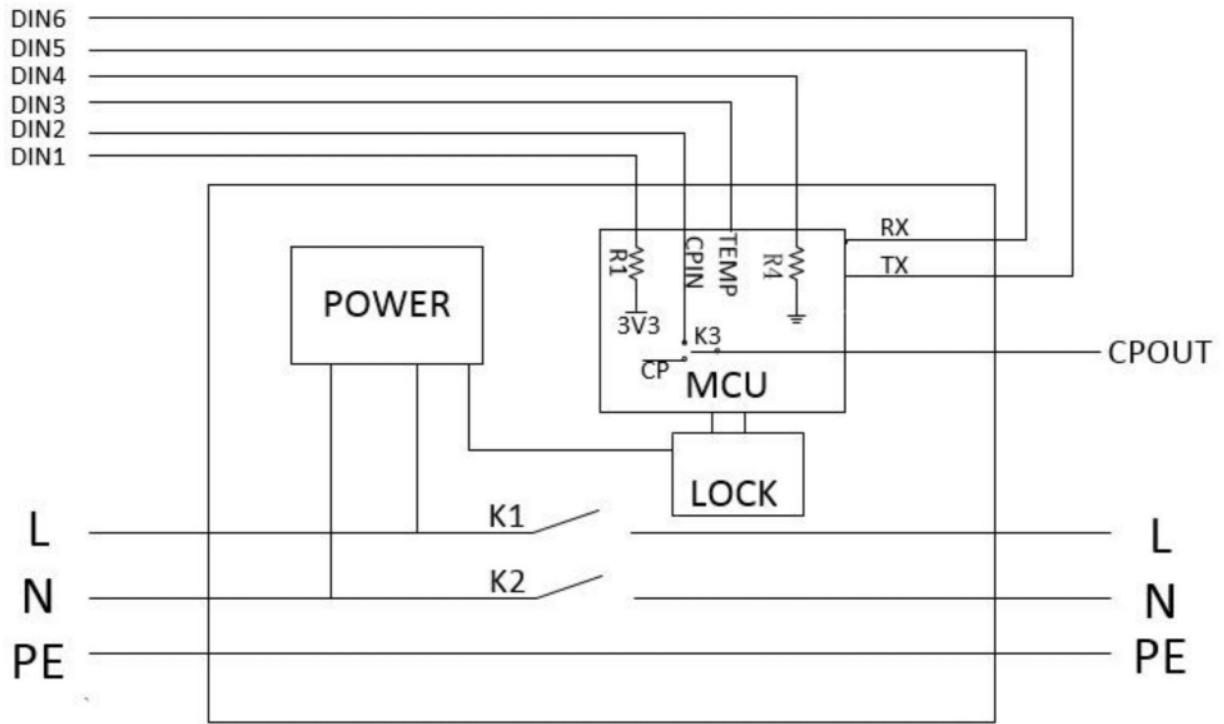 DIN6
DIN5
DIN4
DIN3
DIN2
DIN1
RX
TX
R1
CPIN
TEMP
R4
POWER
3V3
K3
CP
CPOUT
MCU
LOCK
L
K1
L
N
K2
N
PE
PE